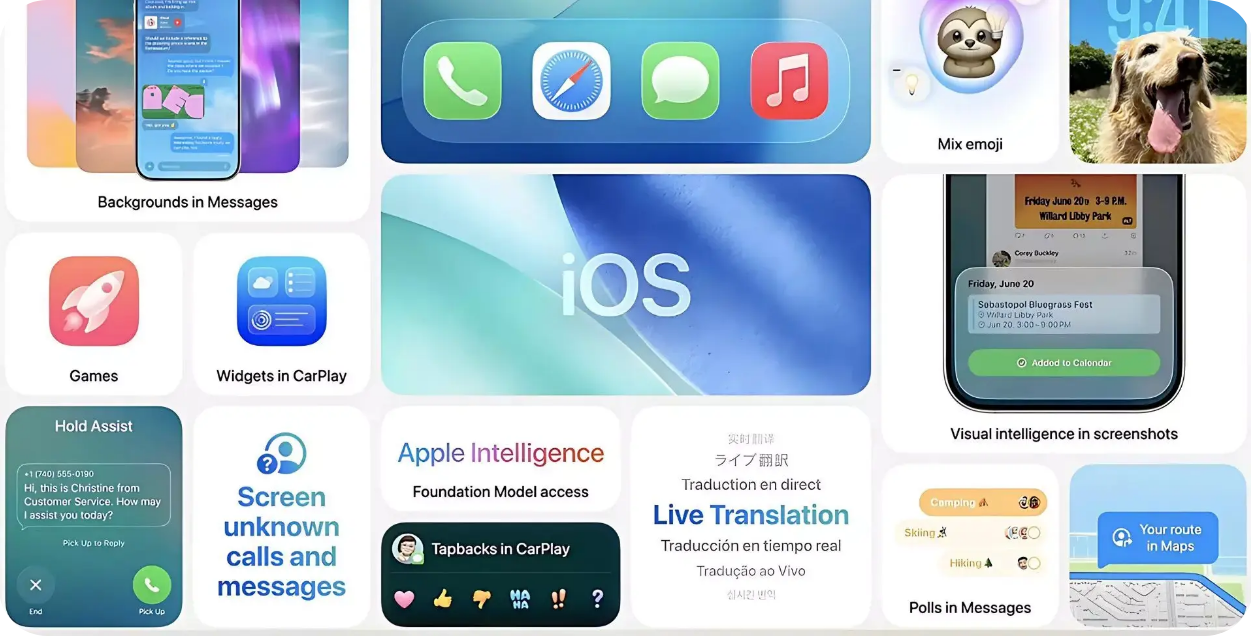 9:41
Backgrounds in Messages
Mix emoji
iOS
Friday June 20th 3-9 P.M.
Willard Libby Park
ALT
Corey Buckley
Friday, June 20
Sebastopol Bluegrass Fest
Willard Libby Park
Jun 20, 3:00–9:00PM
Added to Calendar
Visual intelligence in screenshots
Games
Widgets in CarPlay
Hold Assist
+1 (740) 555-0190
Hi, this is Christine from
Customer Service. How may
I assist you today?
Pick Up to Reply
End
Pick Up
Screen
unknown
calls and
messages
Apple Intelligence
Foundation Model access
Tapbacks in CarPlay
HA
HA
实时翻译
ライブ翻訳
Traduction en direct
Live Translation
Traducción en tiempo real
Tradução ao Vivo
실시간 번역
Camping
Skiing
Hiking
Polls in Messages
Your route
in Maps